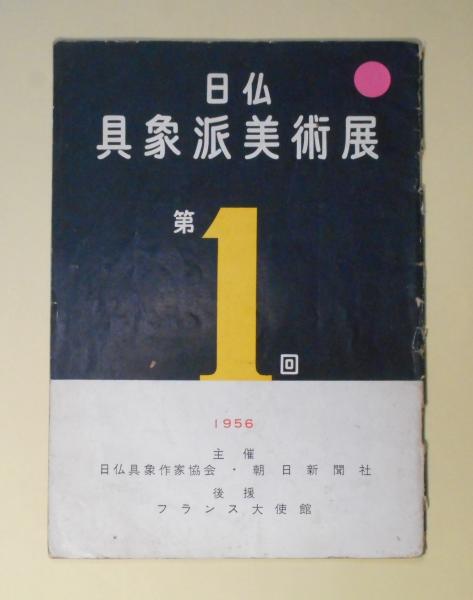 日仏
具象派美術展
第
1
回
1956
主催
日仏具象作家協会・朝日新聞社
後援
フランス大使館